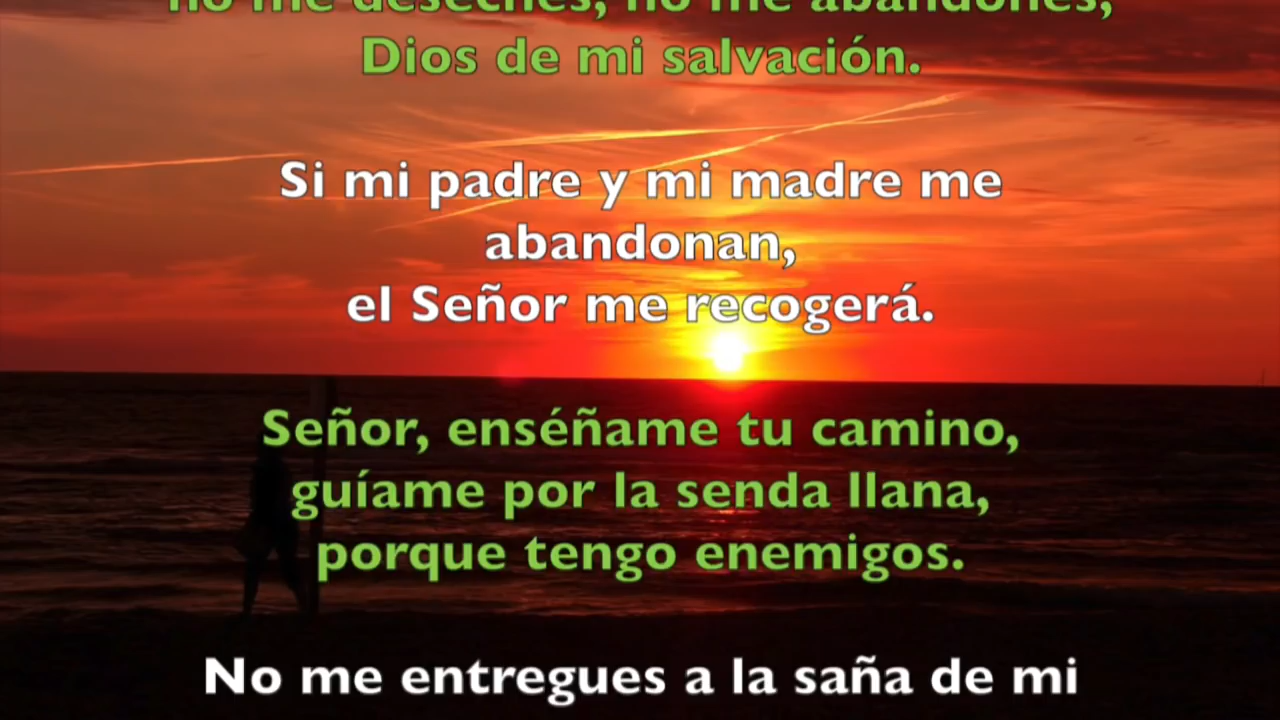 no me deseches, no me abandones,
Dios de mi salvación.
Si mi padre y mi madre me
abandonan,
el Señor me recogerá.
Señor, enséñame tu camino,
guíame por la senda llana,
porque tengo enemigos.
No me entregues a la saña de mi